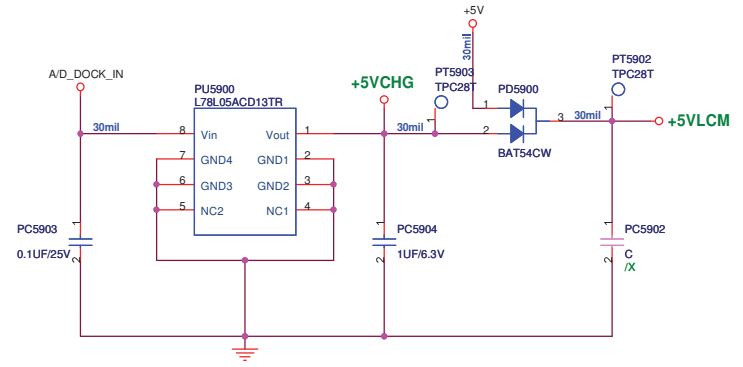 +5V
30mil
A/D_DOCK_IN
PU5900
L78L05ACD13TR
+5VCHG
PT5903
TPC28T
PD5900
PT5902
TPC28T
30mil
8 Vin Vout 1
30mil
1
1
2
3
30mil
1
+5VLCM
BAT54CW
7 GND4 GND1 2
6 GND3 GND2 3
5 NC2 NC1 4
PC5903
1
2
0.1UF/25V
PC5904
1
2
1UF/6.3V
PC5902
1
2
C
/X